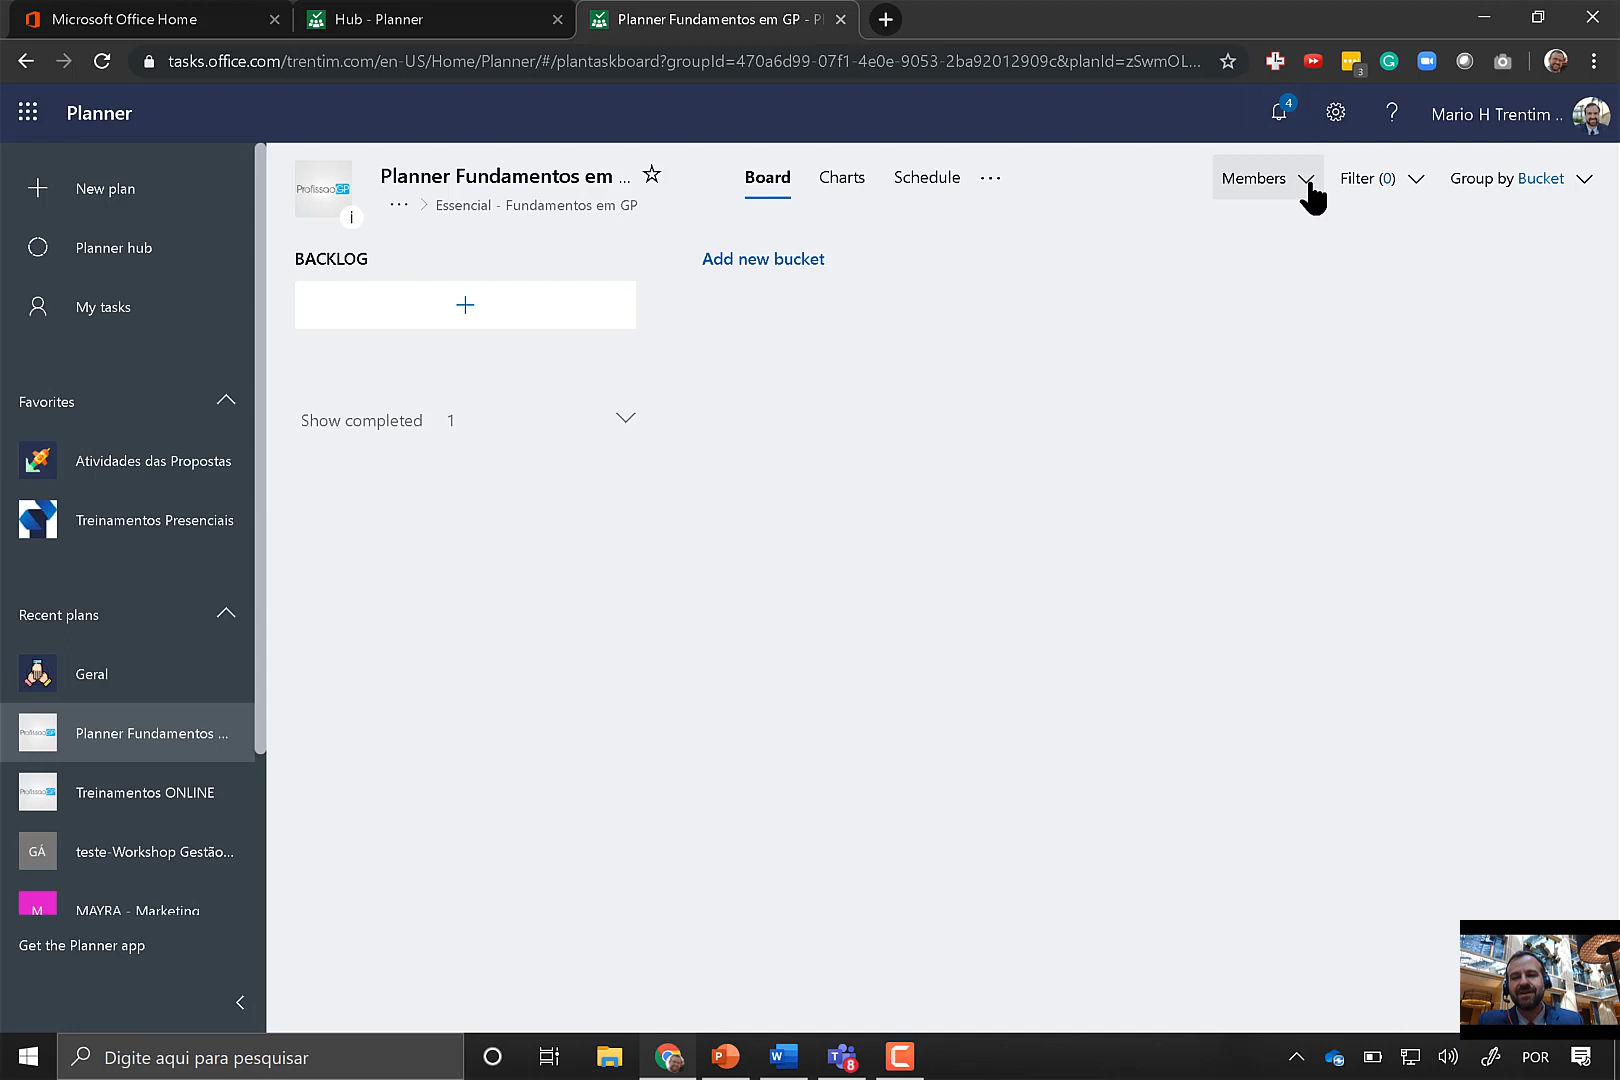 Microsoft Office Home
Hub - Planner
Planner Fundamentos em GP - Pl
tasks.office.com/trentim.com/en-US/Home/Planner/#/plantaskboard?groupId=470a6d99-07f1-4e0e-9053-2ba92012909c&planId=zSwmOL...
3
Planner
4
?
Mario H Trentim ..
New plan
Planner hub
My tasks
Favorites
Atividades das Propostas
Treinamentos Presenciais
Recent plans
Geral
Planner Fundamentos ...
Treinamentos ONLINE
GÁ
teste-Workshop Gestão...
M
MAYRA - Marketing
Get the Planner app
ProfissaoGP
Planner Fundamentos em ...
... > Essencial - Fundamentos em GP
Board
Charts
Schedule
...
Members
Filter (0)
Group by Bucket
BACKLOG
Add new bucket
+
Show completed 1
Digite aqui para pesquisar
8
POR